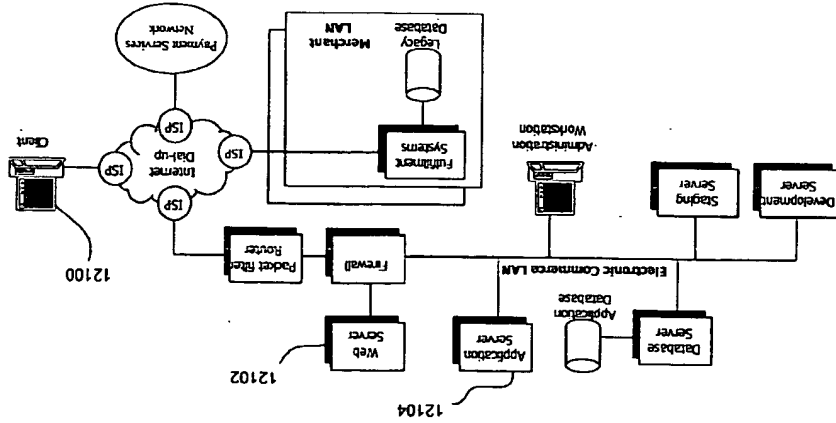 12104
12102
Database
Server
Application
Database
Application
Server
Web
Server
Electronic Commerce LAN
Firewall
Packet filter
Router
12100
Development
Server
Staging
Server
Administration
Workstation
ISP
Internet
Dial-up
ISP
ISP
ISP
Client
Fulfilment
Systems
Legacy
Database
Merchant
LAN
Payment Services
Network